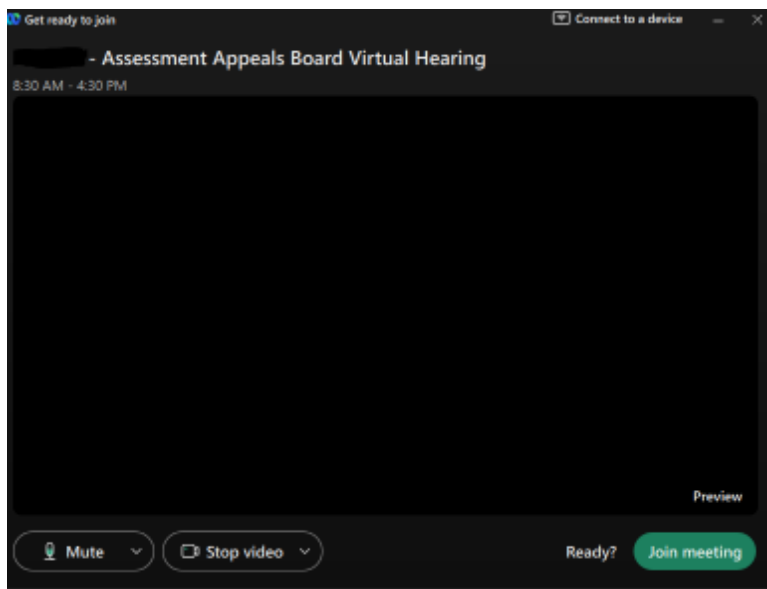 Get ready to join
Connect to a device
- Assessment Appeals Board Virtual Hearing
8:30 AM - 4:30 PM
Preview
Mute
Stop video
Ready?
Join meeting